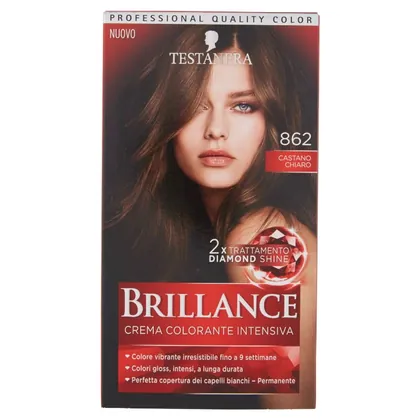 PROFESSIONAL QUALITY COLOR
NUOVO
TESTANERA
862
CASTANO
CHIARO
2x TRATTAMENTO
DIAMOND SHINE
BRILLANCE
CREMA COLORANTE INTENSIVA
• Colore vibrante irresistibile fino a 9 settimane
• Colori gloss, intensi, a lunga durata
• Perfetta copertura dei capelli bianchi – Permanente